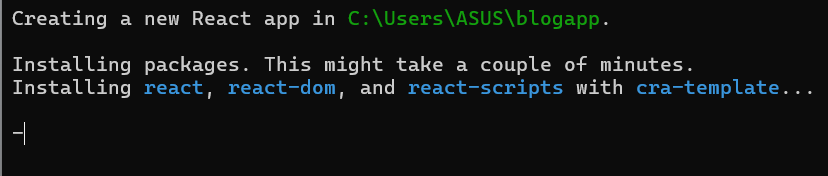 Creating a new React app in C:\Users\ASUS\blogapp.
Installing packages. This might take a couple of minutes.
Installing react, react-dom, and react-scripts with cra-template...
-